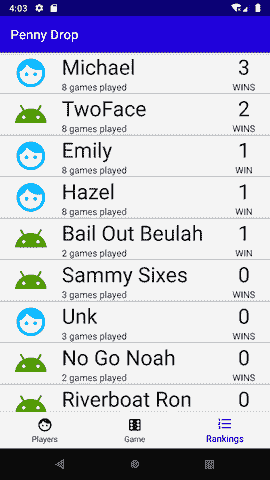 4:03
Penny Drop
Michael 3
8 games played WINS
TwoFace 2
8 games played WINS
Emily 1
8 games played WIN
Hazel 1
8 games played WIN
Bail Out Beulah 1
2 games played WIN
Sammy Sixes 0
3 games played WINS
Unk 0
3 games played WINS
No Go Noah 0
2 games played WINS
Riverboat Ron 0
Players Game Rankings